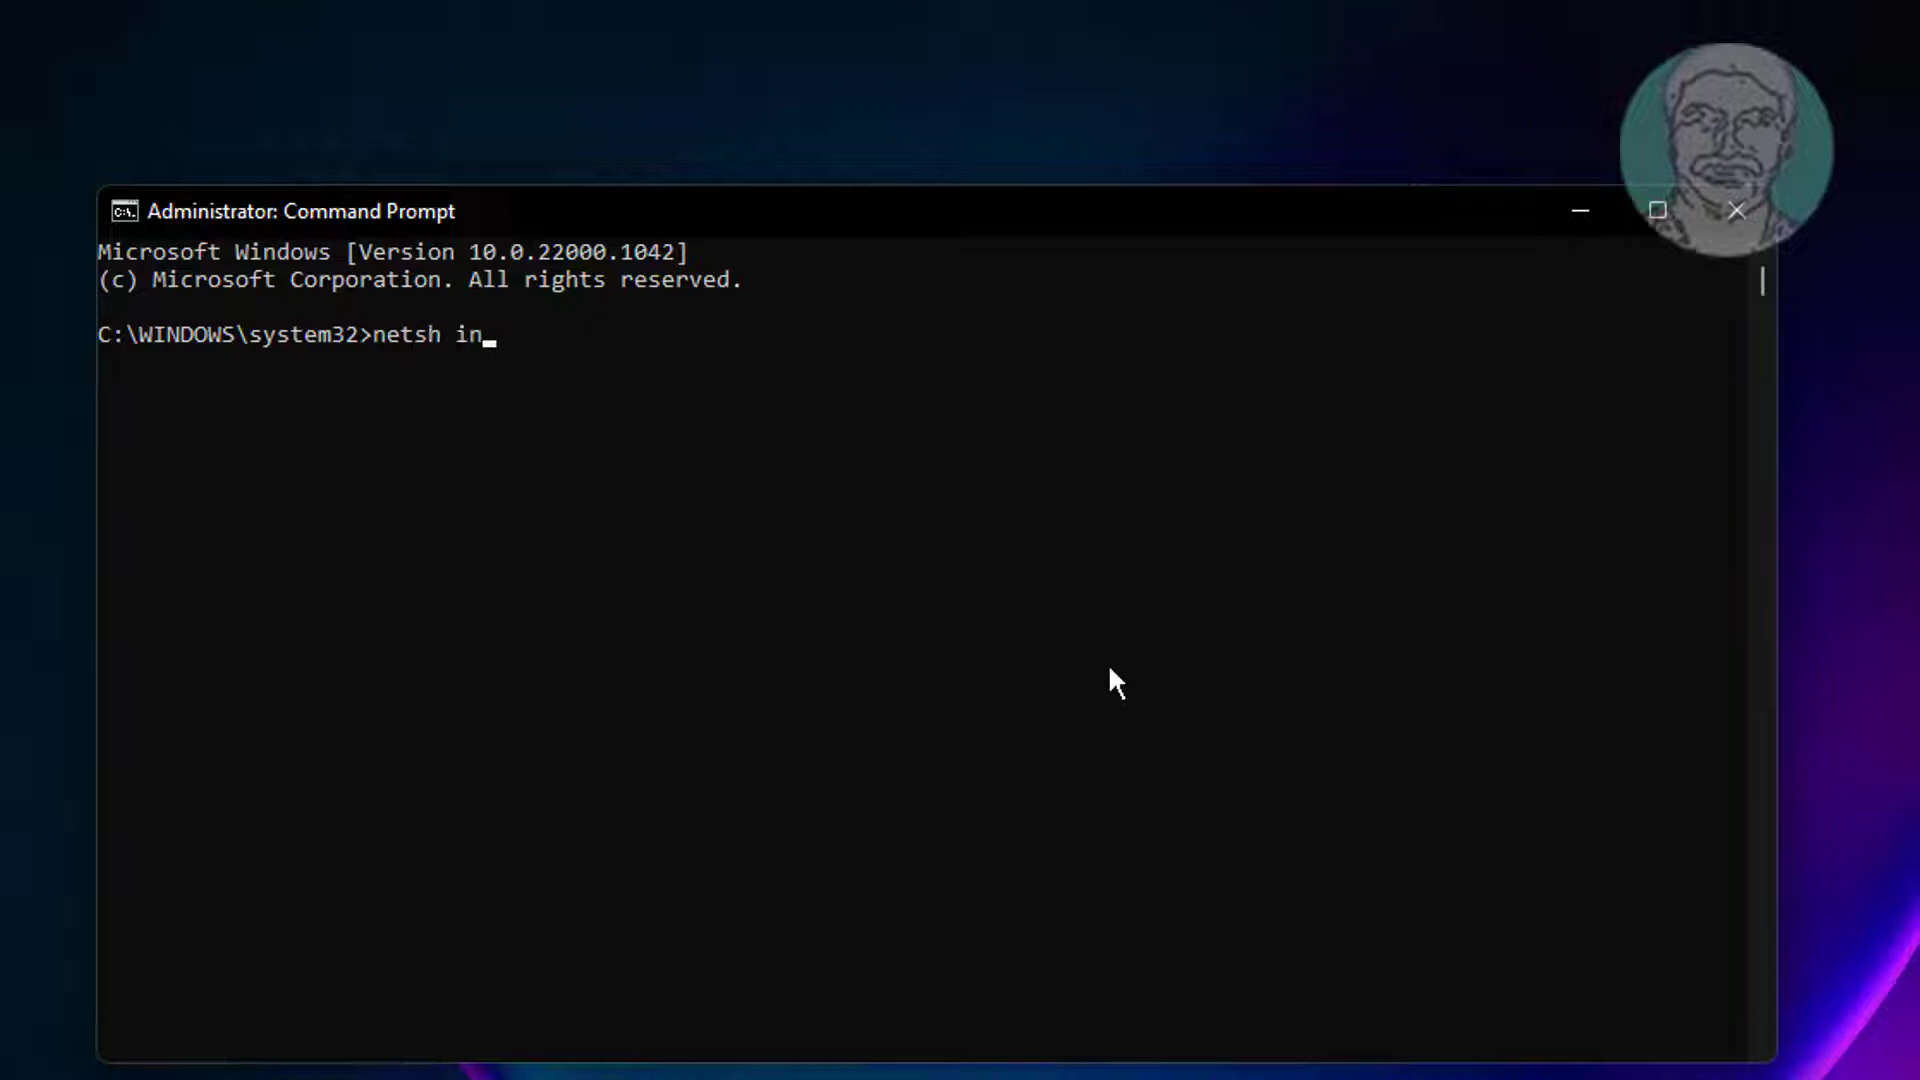 Administrator: Command Prompt
Microsoft Windows [Version 10.0.22000.1042]
(c) Microsoft Corporation. All rights reserved.
C:\WINDOWS\system32>netsh in